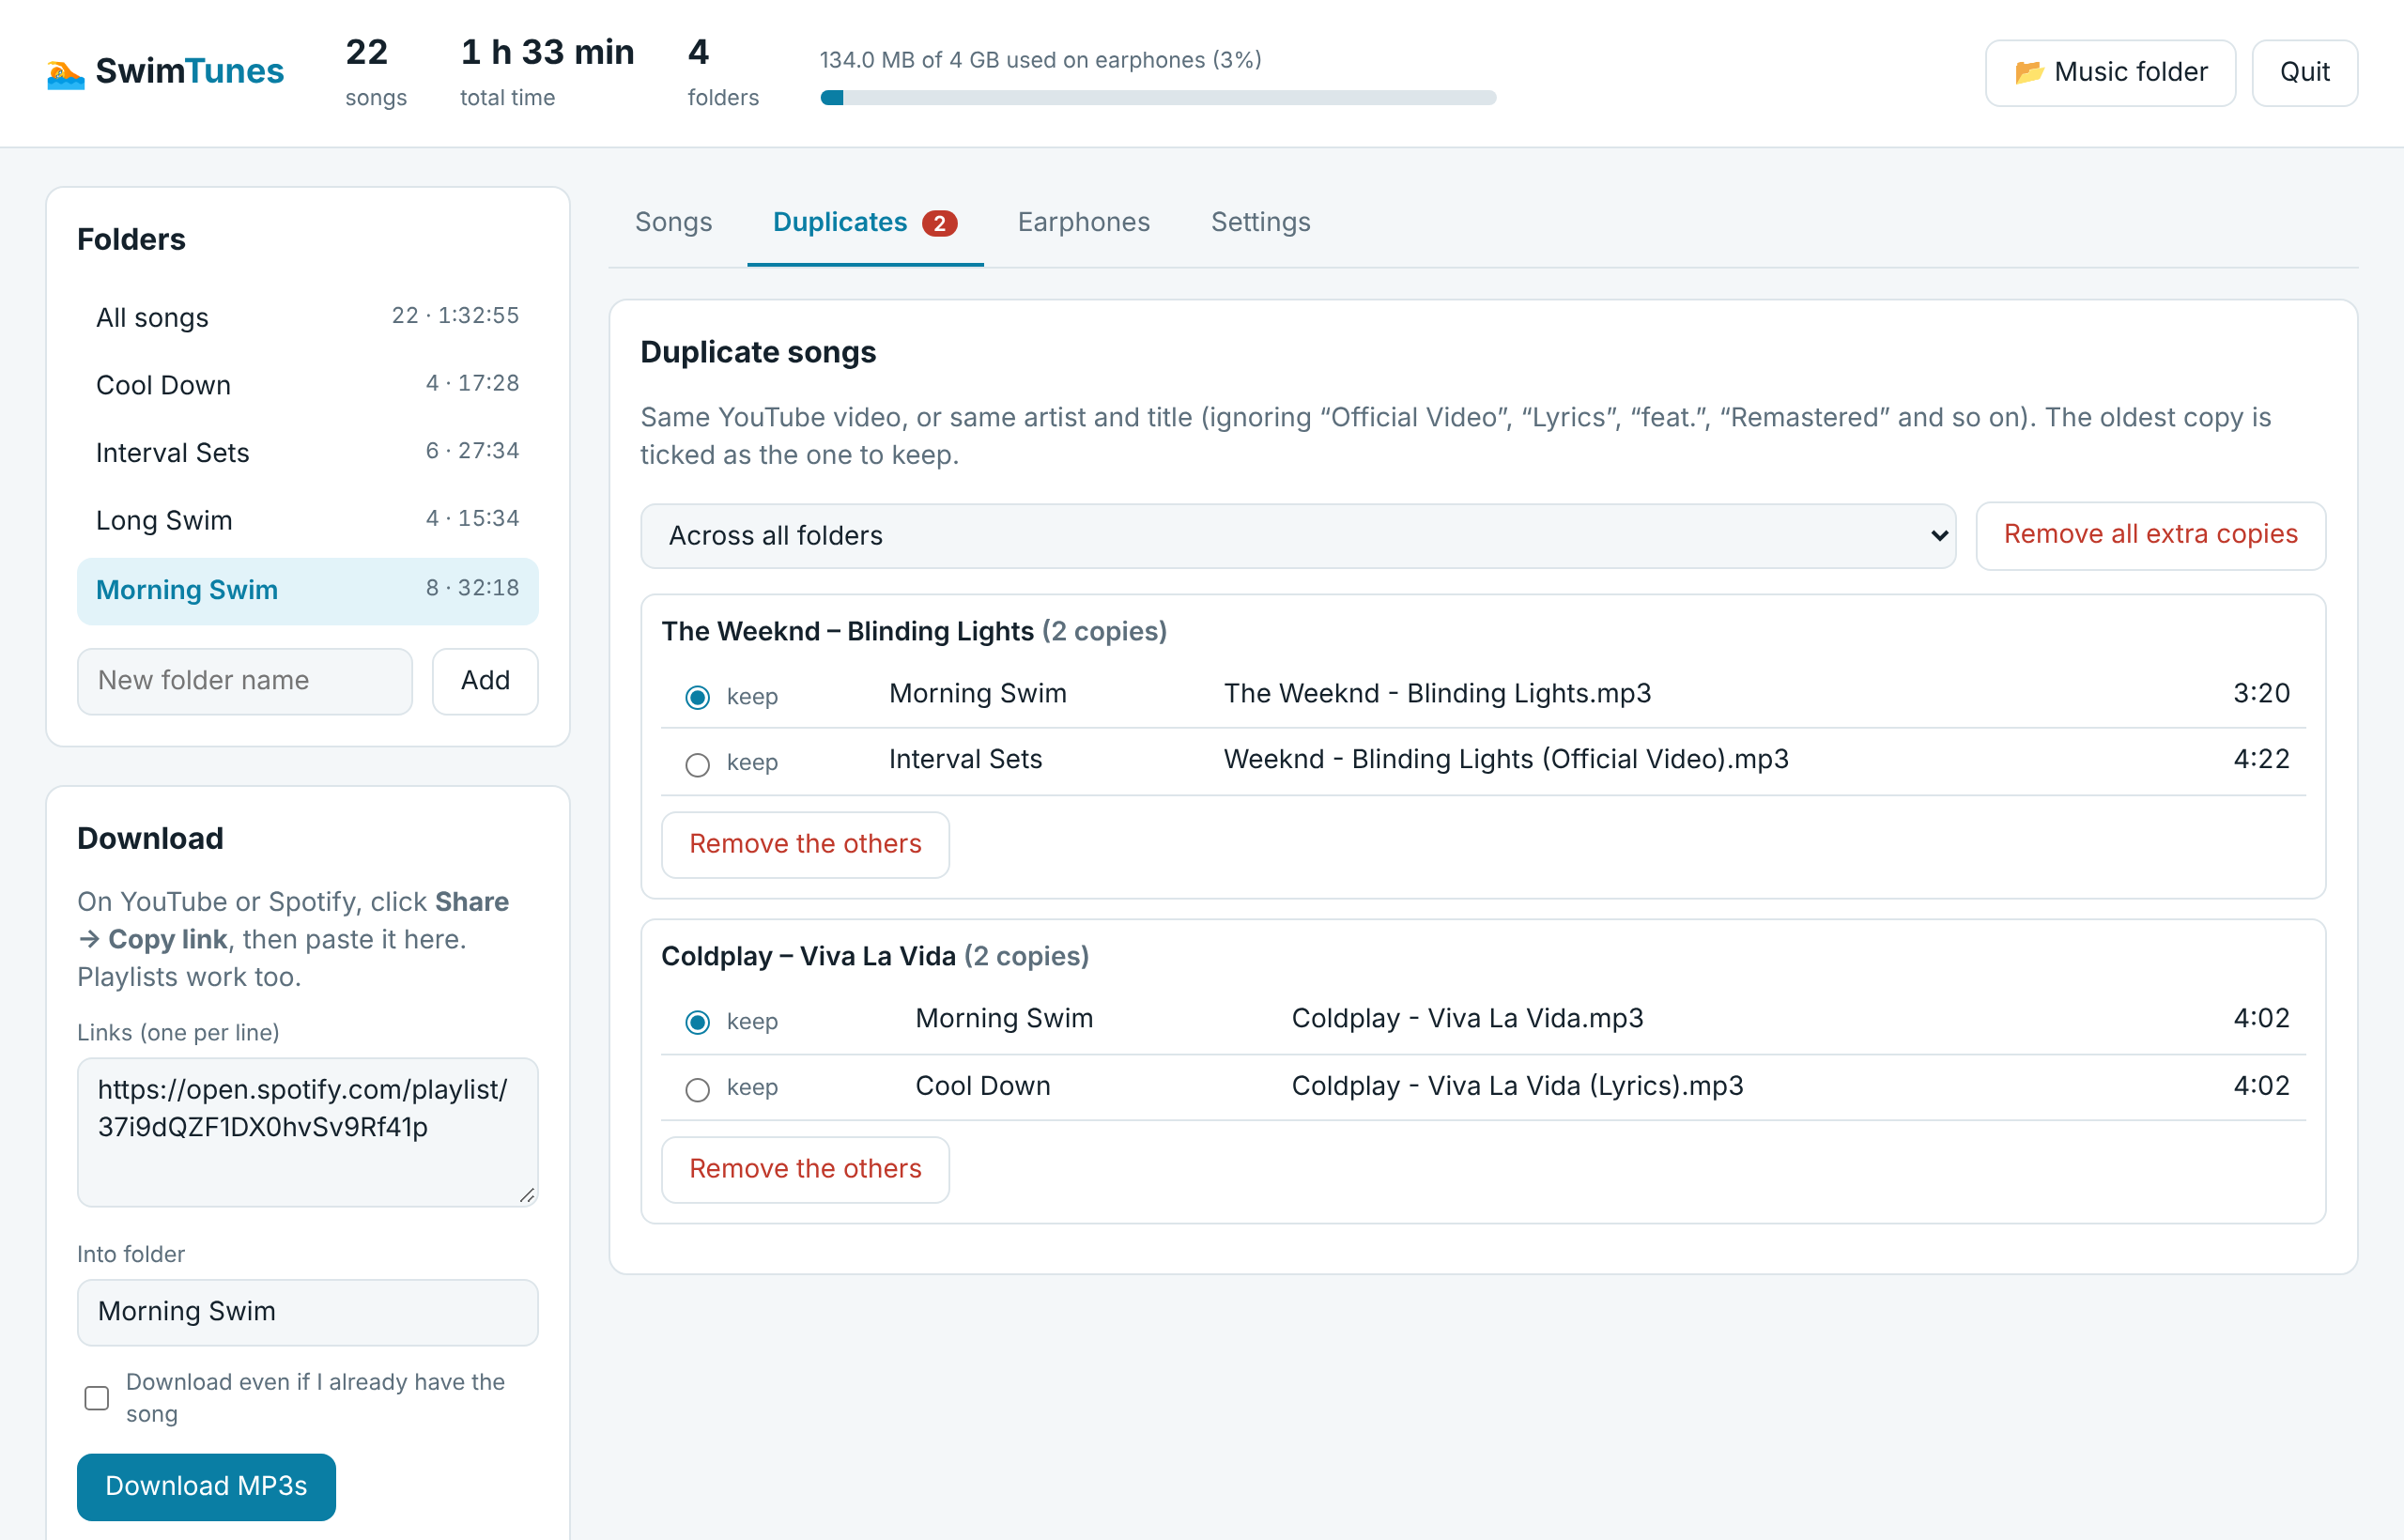 SwimTunes
22
songs
1 h 33 min
total time
4
folders
134.0 MB of 4 GB used on earphones (3%)
Music folder
Quit
Folders
All songs 22 · 1:32:55
Cool Down 4 · 17:28
Interval Sets 6 · 27:34
Long Swim 4 · 15:34
Morning Swim 8 · 32:18
New folder name
Add
Download
On YouTube or Spotify, click Share
→ Copy link, then paste it here.
Playlists work too.
Links (one per line)
https://open.spotify.com/playlist/
37i9dQZF1DX0hvSv9Rf41p
Into folder
Morning Swim
Download even if I already have the
song
Download MP3s
Songs Duplicates 2 Earphones Settings
Duplicate songs
Same YouTube video, or same artist and title (ignoring “Official Video”, “Lyrics”, “feat.”, “Remastered” and so on). The oldest copy is
ticked as the one to keep.
Across all folders
Remove all extra copies
The Weeknd – Blinding Lights (2 copies)
keep Morning Swim The Weeknd - Blinding Lights.mp3 3:20
keep Interval Sets Weeknd - Blinding Lights (Official Video).mp3 4:22
Remove the others
Coldplay – Viva La Vida (2 copies)
keep Morning Swim Coldplay - Viva La Vida.mp3 4:02
keep Cool Down Coldplay - Viva La Vida (Lyrics).mp3 4:02
Remove the others